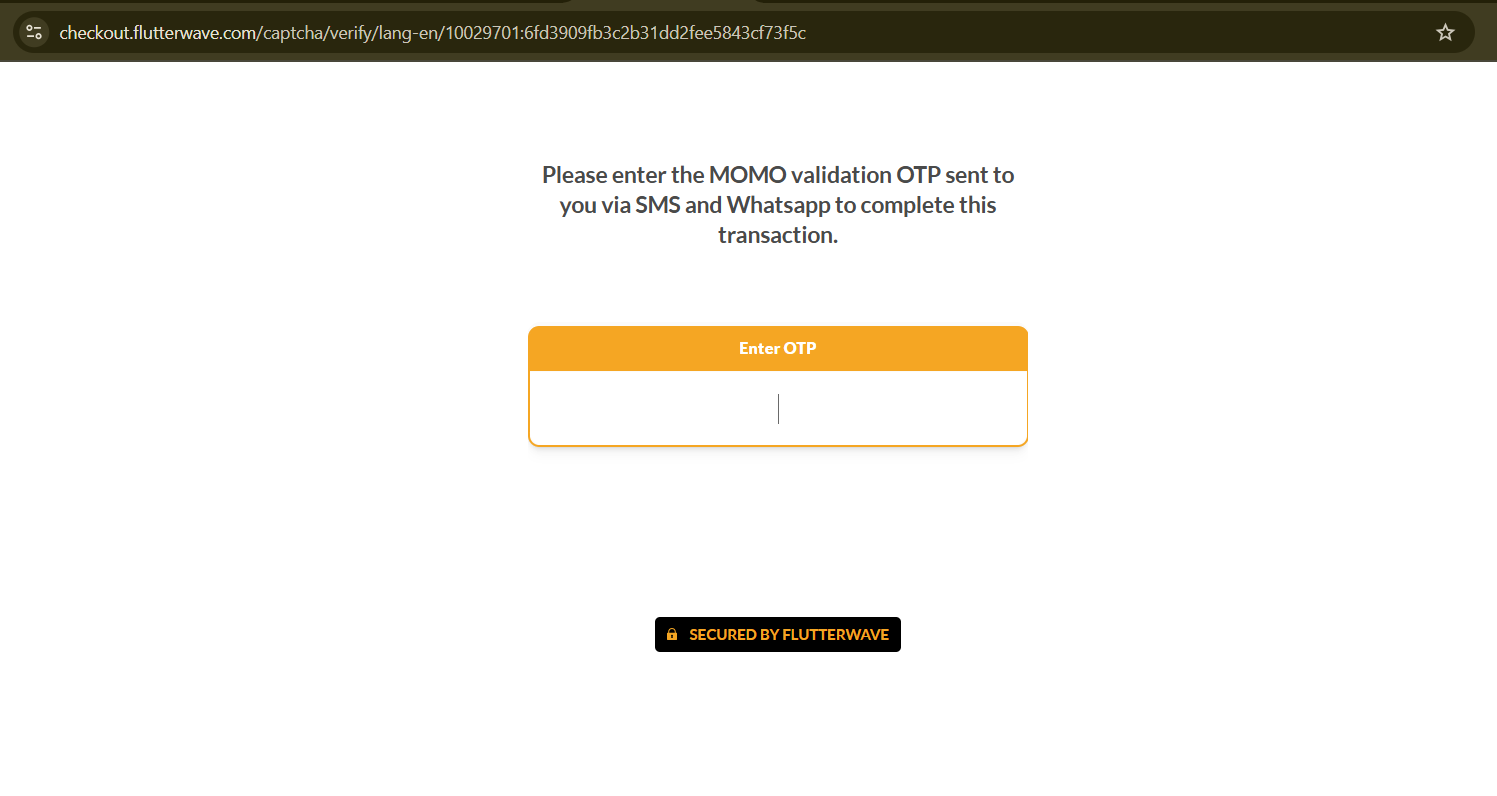 checkout.flutterwave.com/captcha/verify/lang-en/10029701:6fd3909fb3c2b31dd2fee5843cf73f5c
Please enter the MOMO validation OTP sent to
you via SMS and Whatsapp to complete this
transaction.
Enter OTP
SECURED BY FLUTTERWAVE